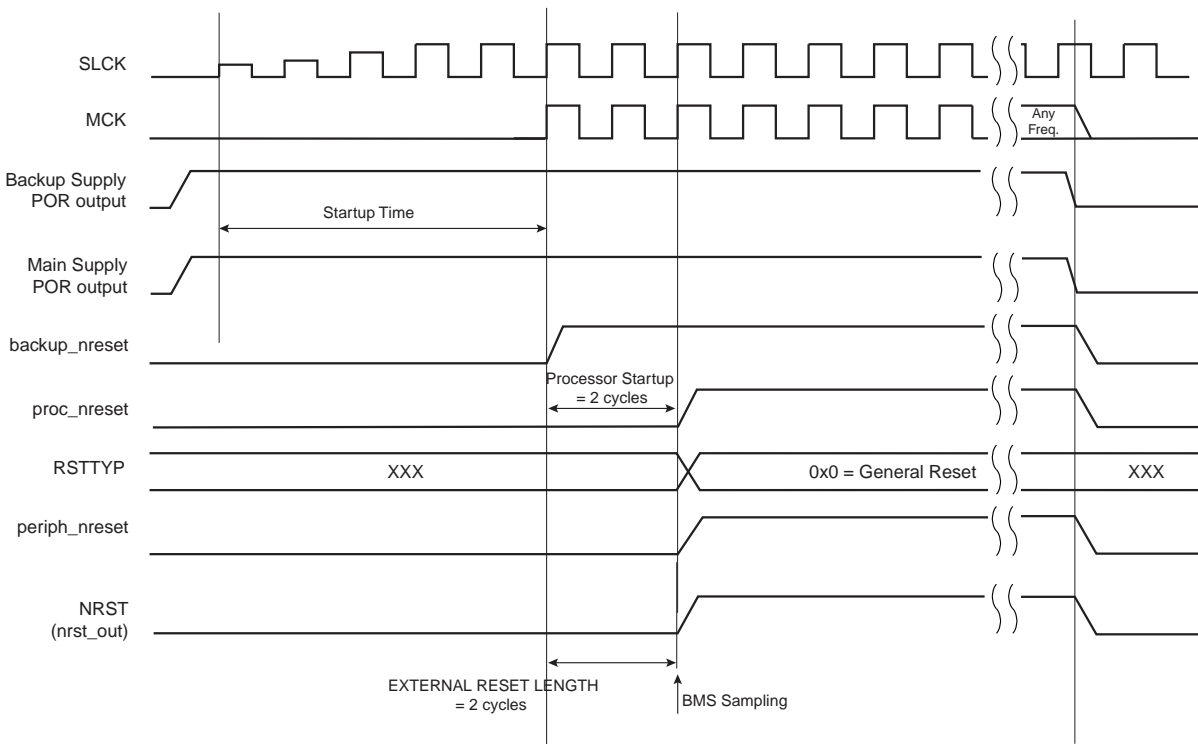 SLCK
MCK
Any
Freq.
Backup Supply
POR output
Startup Time
Main Supply
POR output
backup_nreset
Processor Startup
= 2 cycles
proc_nreset
RSTTYP
XXX
0x0 = General Reset
XXX
periph_nreset
NRST
(nrst_out)
EXTERNAL RESET LENGTH
= 2 cycles
BMS Sampling